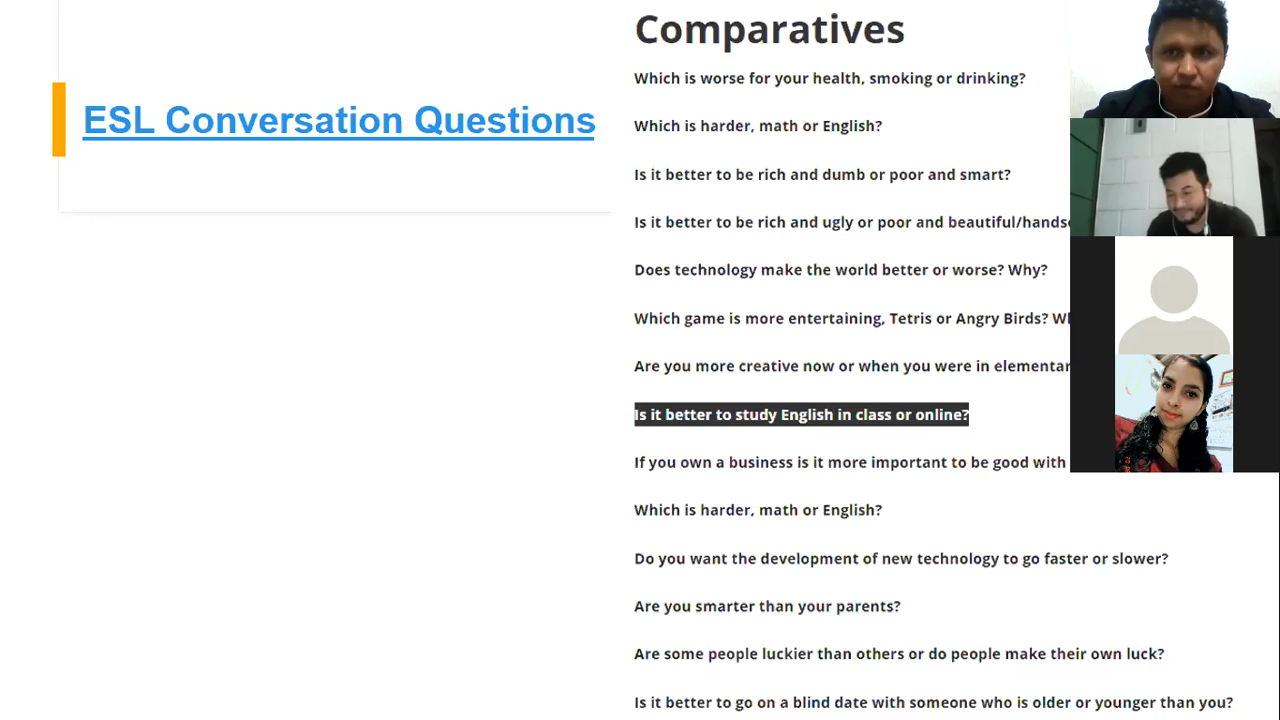 ESL Conversation Questions
Comparatives
Which is worse for your health, smoking or drinking?
Which is harder, math or English?
Is it better to be rich and dumb or poor and smart?
Is it better to be rich and ugly or poor and
Does technology make the world better or worse? Why?
Which game is more entertaining, Tetris or Angry Birds?
Are you more creative now or when you were in
Is it better to study English in class or online?
If you own a business is it more important to be good with
Which is harder, math or English?
Do you want the development of new technology to go faster or slower?
Are you smarter than your parents?
Are some people luckier than others or do people make their own luck?
Is it better to go on a blind date with someone who is older or younger than you?